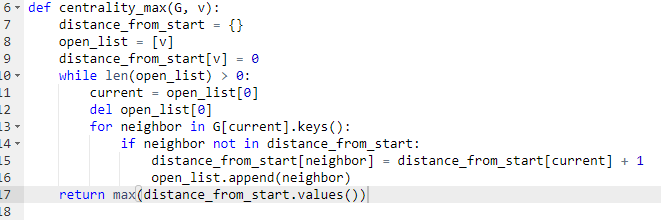 6 def centrality_max(G, v):
7     distance_from_start = {}
8     open_list = [v]
9     distance_from_start[v] = 0
10     while len(open_list) > 0:
11         current = open_list[0]
12         del open_list[0]
13         for neighbor in G[current].keys():
14             if neighbor not in distance_from_start:
15                 distance_from_start[neighbor] = distance_from_start[current] + 1
16                 open_list.append(neighbor)
17     return max(distance_from_start.values())
18